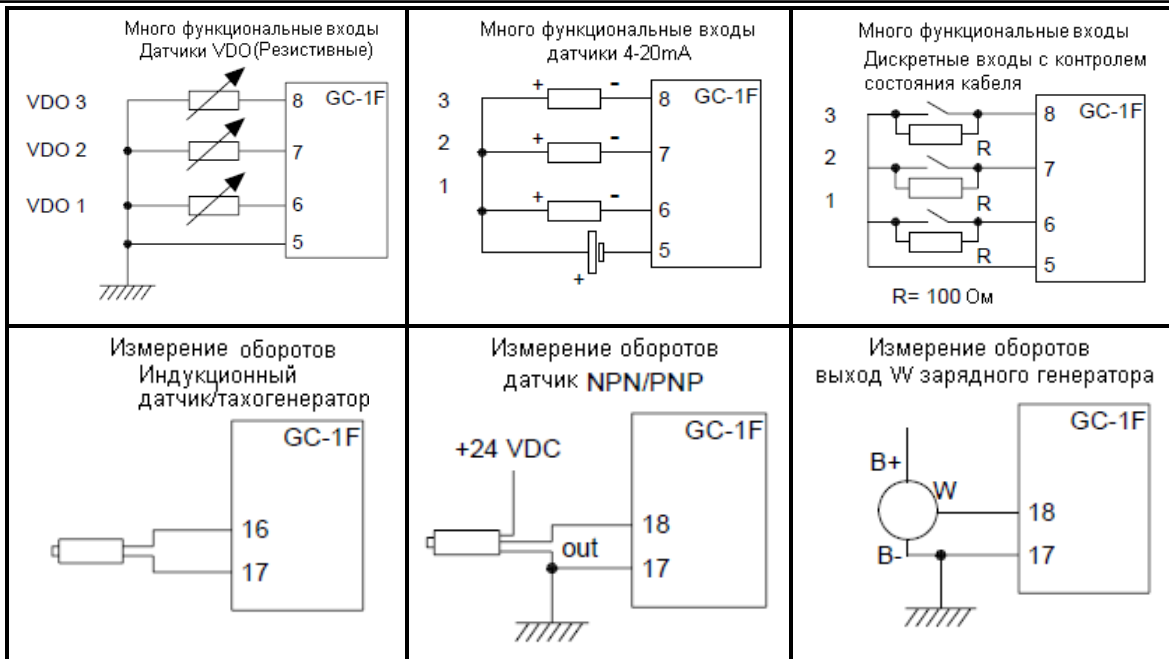 Много функциональные входы
Датчики VDO(Резистивные)
VDO 3
8
GC-1F
VDO 2
7
VDO 1
6
5
Много функциональные входы
датчики 4-20mA
3
+
-
8
GC-1F
2
+
-
7
1
+
-
6
5
+
Много функциональные входы
Дискретные входы с контролем
состояния кабеля
3
8
GC-1F
R
2
7
R
1
6
R
5
R= 100 Ом
Измерение оборотов
Индукционный
датчик/тахогенератор
GC-1F
16
17
Измерение оборотов
датчик NPN/PNP
GC-1F
+24 VDC
18
out
17
Измерение оборотов
выход W зарядного генератора
GC-1F
B+
W
18
B-
17